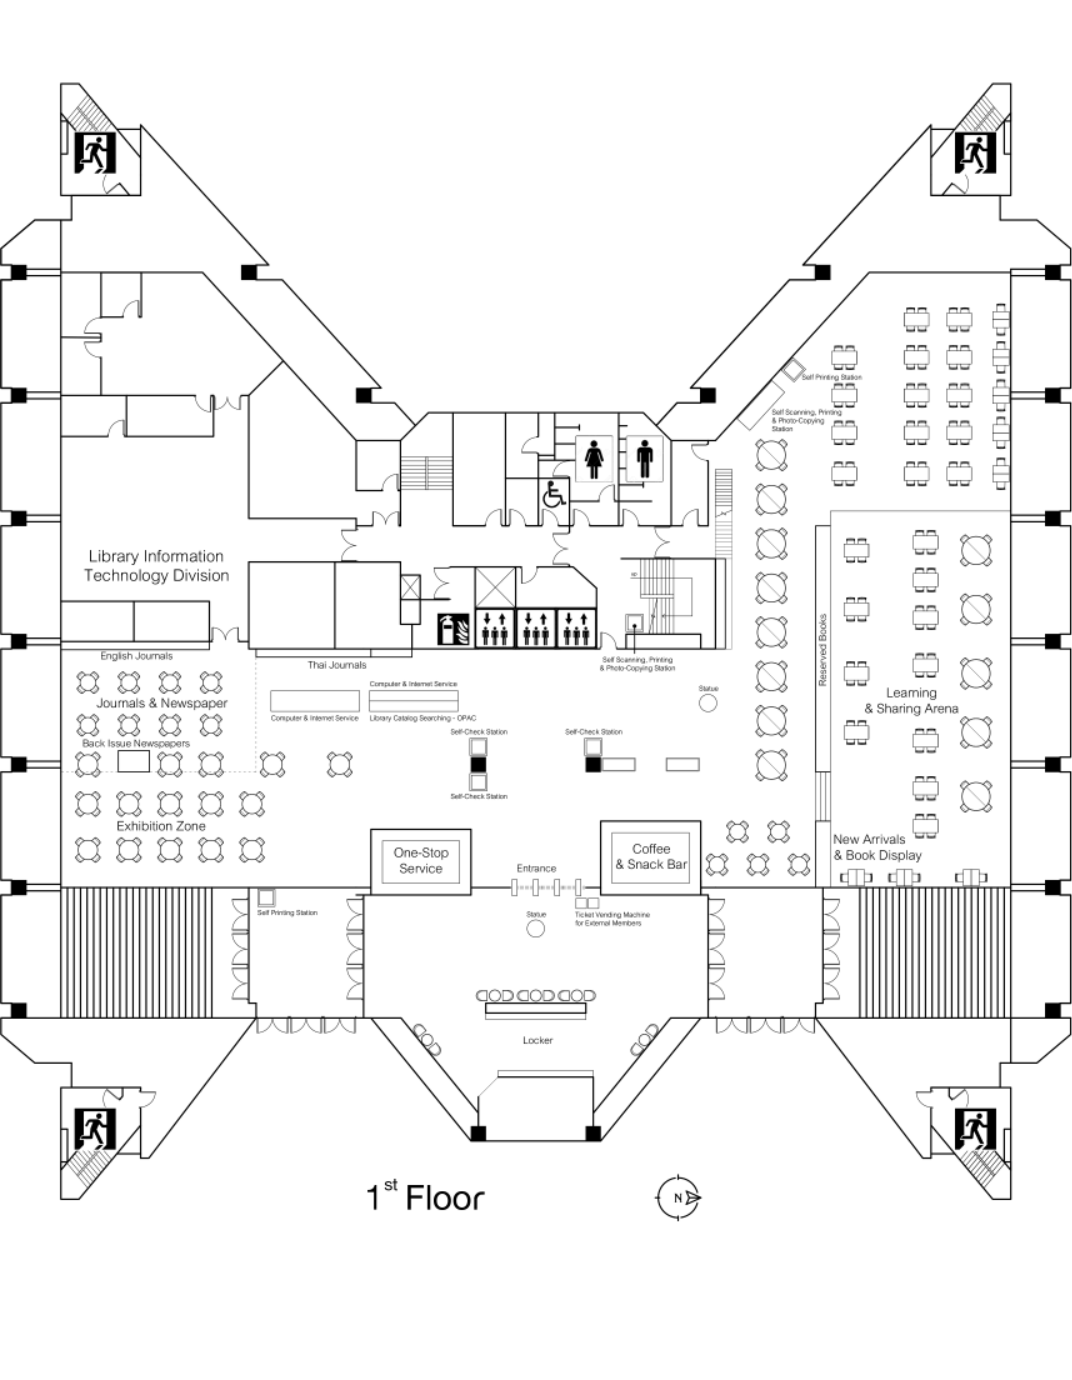 Self Printing Station
Self Scanning, Printing
& Photo-Copying
Station
Library Information
Technology Division
English Journals
Thai Journals
Self Scanning, Printing
& Photo-Copying Station
Reserved Books
Computer & Internet Service
Computer & Internet Service
Library Catalog Searching - OPAC
Statue
Journals & Newspaper
Learning
& Sharing Arena
Self-Check Station
Self-Check Station
Back Issue Newspapers
Self-Check Station
Exhibition Zone
One-Stop
Service
Coffee
& Snack Bar
New Arrivals
& Book Display
Entrance
Self Printing Station
Statue
Ticket Vending Machine
for External Members
Locker
1st Floor
N